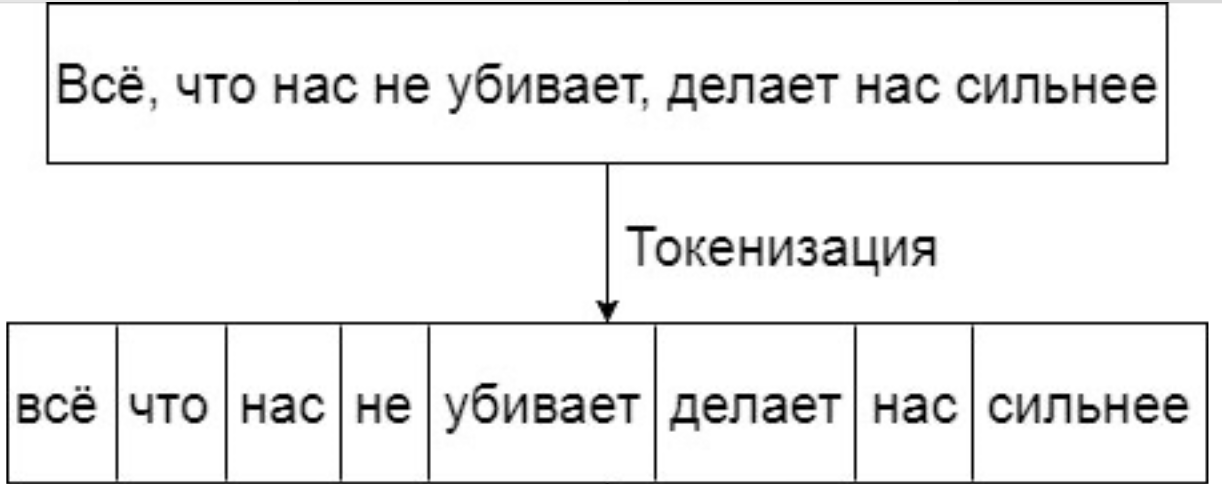 Всё, что нас не убивает, делает нас сильнее
Токенизация
всё что нас не убивает делает нас сильнее